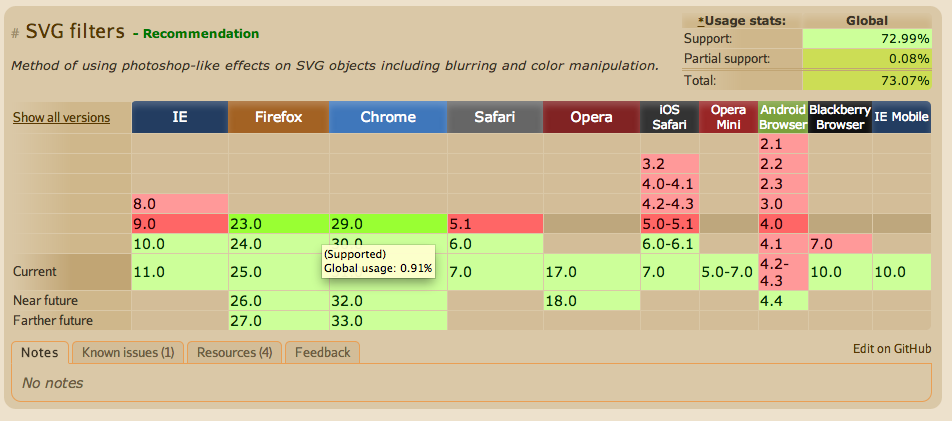 # SVG filters - Recommendation
*Usage stats: Global
Support: 72.99%
Partial support: 0.08%
Total: 73.07%
Method of using photoshop-like effects on SVG objects including blurring and color manipulation.
Show all versions IE Firefox Chrome Safari Opera iOS Safari Opera Mini Android Browser Blackberry Browser IE Mobile
2.1
3.2 2.2
4.0-4.1 2.3
8.0 4.2-4.3 3.0
9.0 23.0 29.0 5.1 5.0-5.1 4.0
10.0 24.0 30.0 6.0 6.0-6.1 4.1 7.0
(Supported)
Global usage: 0.91%
Current 11.0 25.0 7.0 17.0 7.0 5.0-7.0 4.2-4.3 10.0 10.0
Near future 26.0 32.0 18.0 4.4
Farther future 27.0 33.0
Notes Known issues (1) Resources (4) Feedback Edit on GitHub
No notes